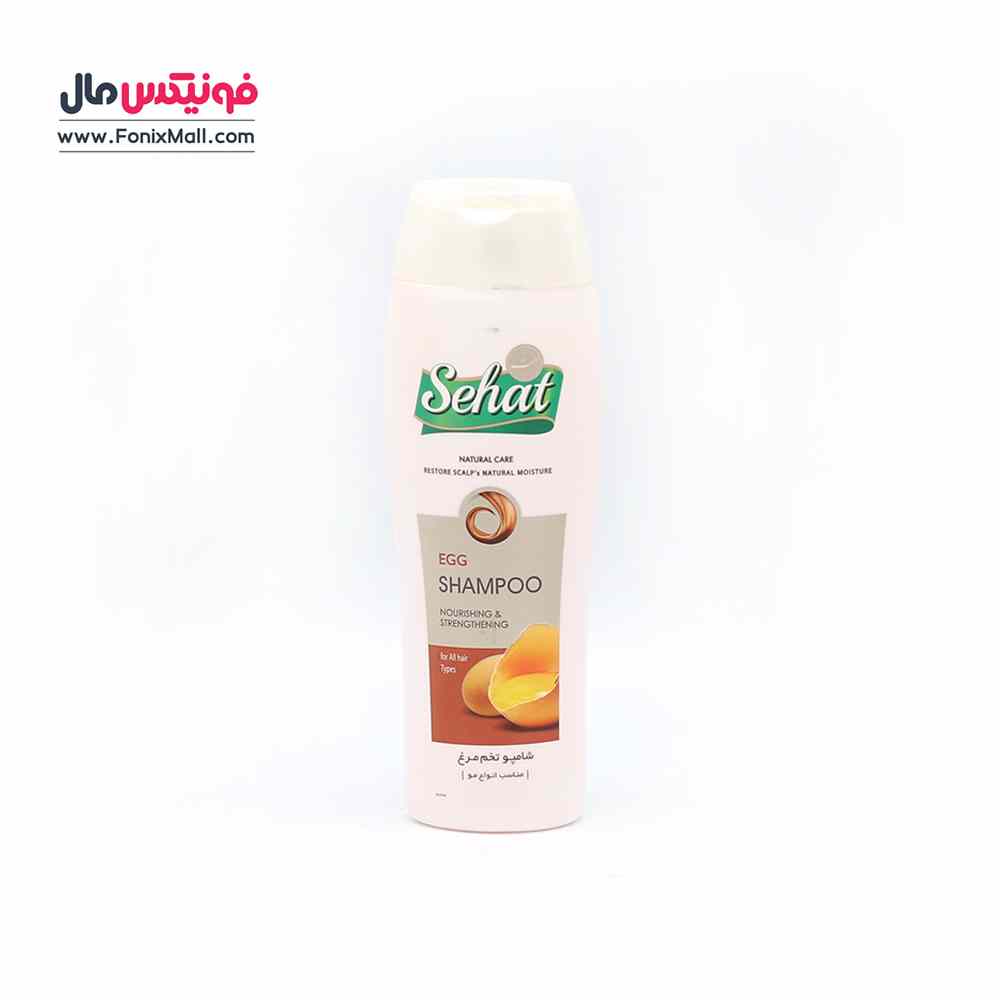 فونیکس مال
www.FonixMall.com
Sehat
NATURAL CARE
RESTORE SCALP's NATURAL MOISTURE
EGG
SHAMPOO
NOURISHING &
STRENGTHENING
for All hair
Types
شامپو تخم مرغ
| مناسب انواع مو |